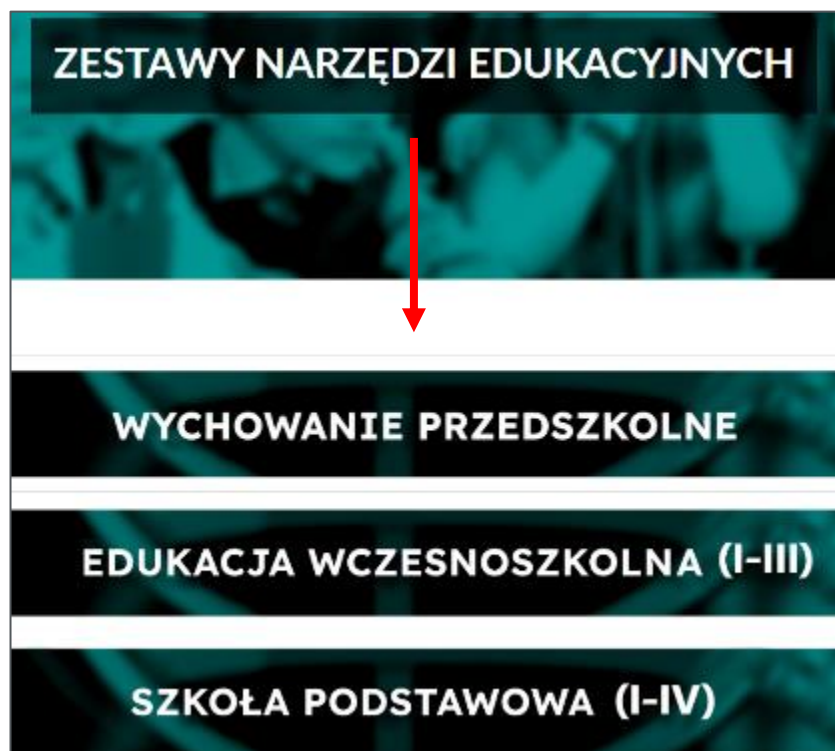 ZESTAWY NARZĘDZI EDUKACYJNYCH
WYCHOWANIE PRZEDSZKOLNE
EDUKACJA WCZESNOSZKOLNA (I-III)
SZKOŁA PODSTAWOWA (I-IV)